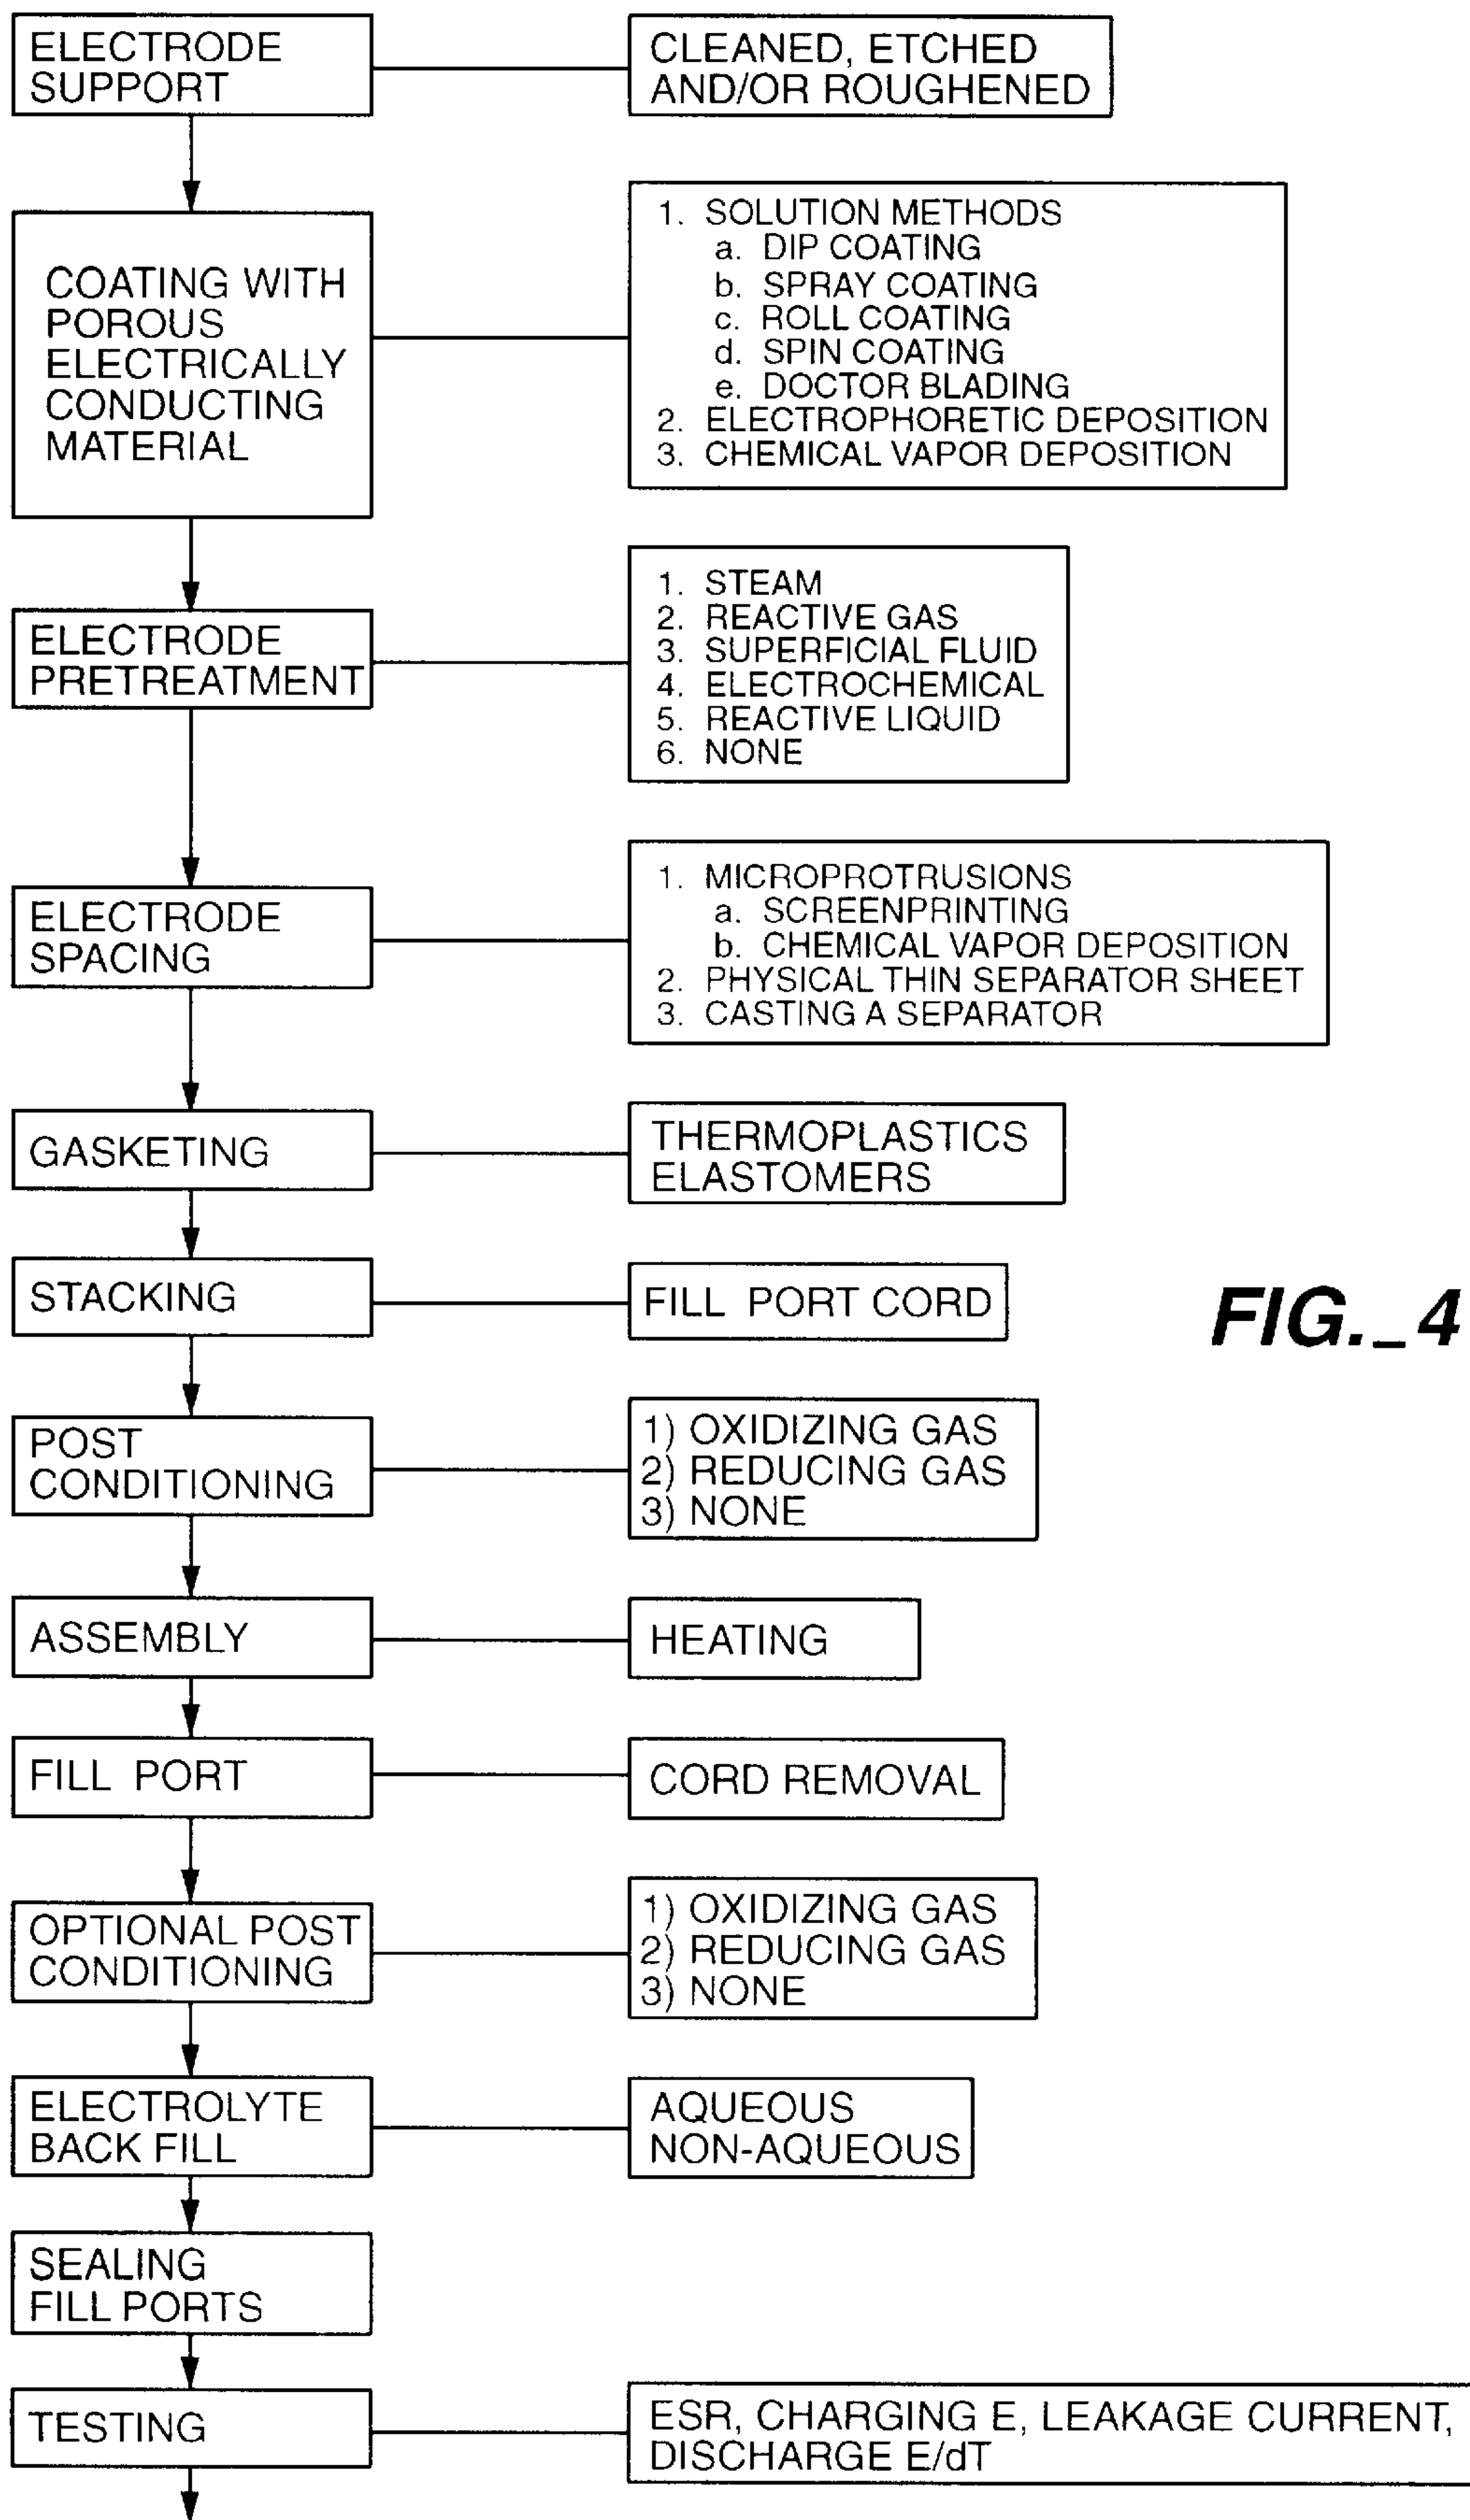 ELECTRODE
SUPPORT
CLEANED, ETCHED
AND/OR ROUGHENED
COATING WITH
POROUS
ELECTRICALLY
CONDUCTING
MATERIAL
1. SOLUTION METHODS
a. DIP COATING
b. SPRAY COATING
c. ROLL COATING
d. SPIN COATING
e. DOCTOR BLADING
2. ELECTROPHORETIC DEPOSITION
3. CHEMICAL VAPOR DEPOSITION
ELECTRODE
PRETREATMENT
1. STEAM
2. REACTIVE GAS
3. SUPERFICIAL FLUID
4. ELECTROCHEMICAL
5. REACTIVE LIQUID
6. NONE
ELECTRODE
SPACING
1. MICROPROTRUSIONS
a. SCREENPRINTING
b. CHEMICAL VAPOR DEPOSITION
2. PHYSICAL THIN SEPARATOR SHEET
3. CASTING A SEPARATOR
GASKETING
THERMOPLASTICS
ELASTOMERS
STACKING
FILL PORT CORD
FIG._4
POST
CONDITIONING
1) OXIDIZING GAS
2) REDUCING GAS
3) NONE
ASSEMBLY
HEATING
FILL PORT
CORD REMOVAL
OPTIONAL POST
CONDITIONING
1) OXIDIZING GAS
2) REDUCING GAS
3) NONE
ELECTROLYTE
BACK FILL
AQUEOUS
NON-AQUEOUS
SEALING
FILL PORTS
TESTING
ESR, CHARGING E, LEAKAGE CURRENT,
DISCHARGE E/dT